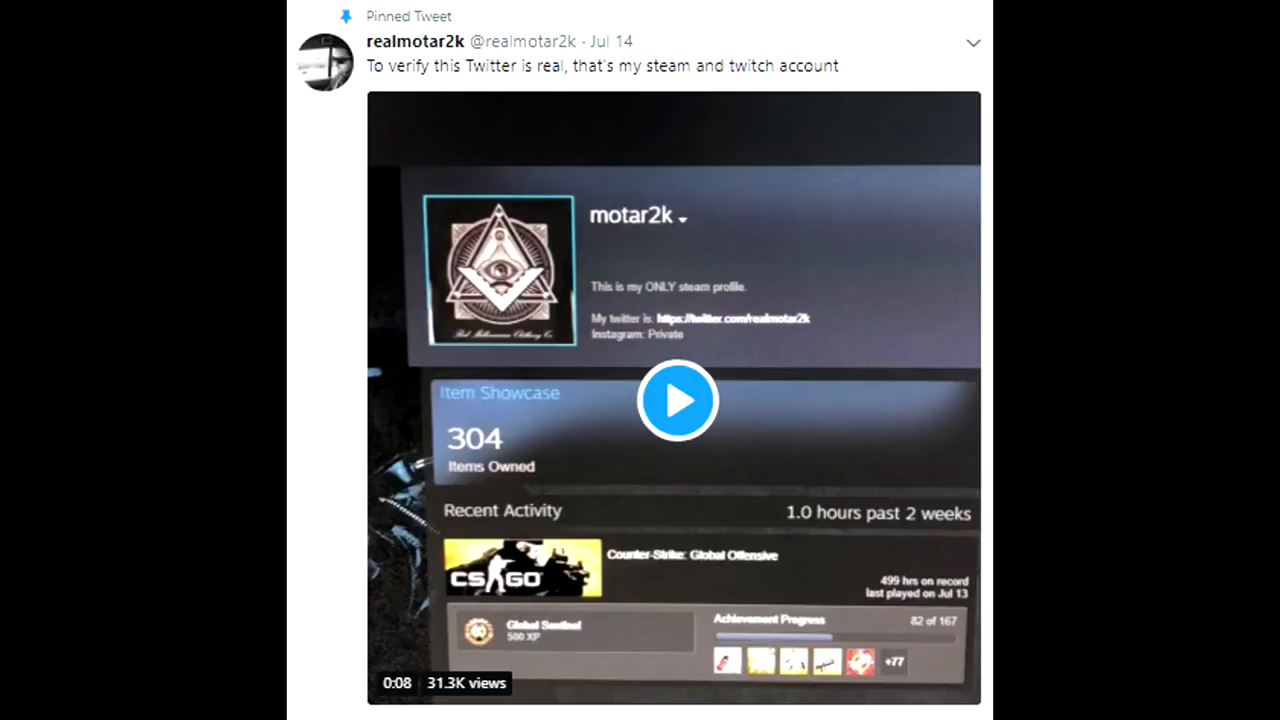 Pinned Tweet
realmotar2k @realmotar2k · Jul 14
To verify this Twitter is real, that's my steam and twitch account
motar2k
This is my ONLY steam profile.
My twitter is: https://twitter.com/realmotar2k
Instagram: Private
Red Millennium Clothing Co
Item Showcase
304
Items Owned
Recent Activity 1.0 hours past 2 weeks
CS GO
Counter-Strike: Global Offensive
499 hrs on record
last played on Jul 13
Global Sentinel
500 XP
Achievement Progress 82 of 167
+77
0:08 31.3K views